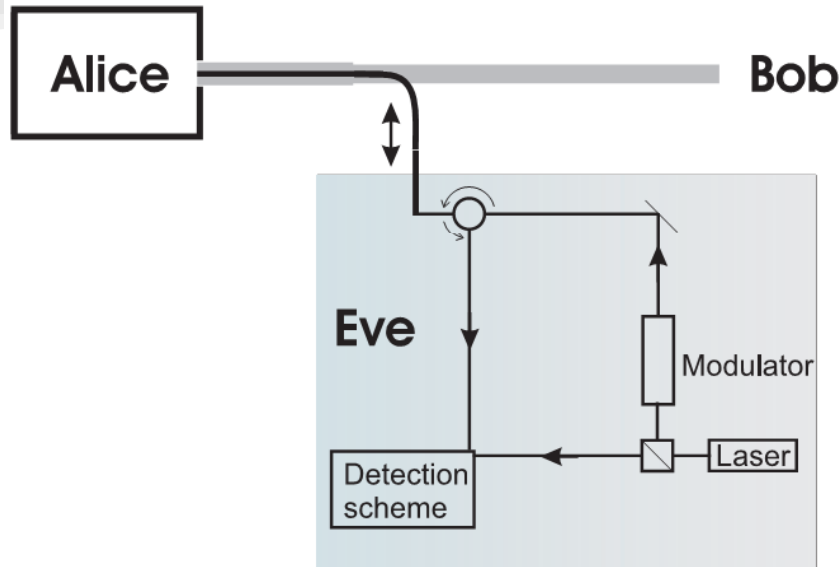 Alice
Bob
Eve
Modulator
Laser
Detection
scheme